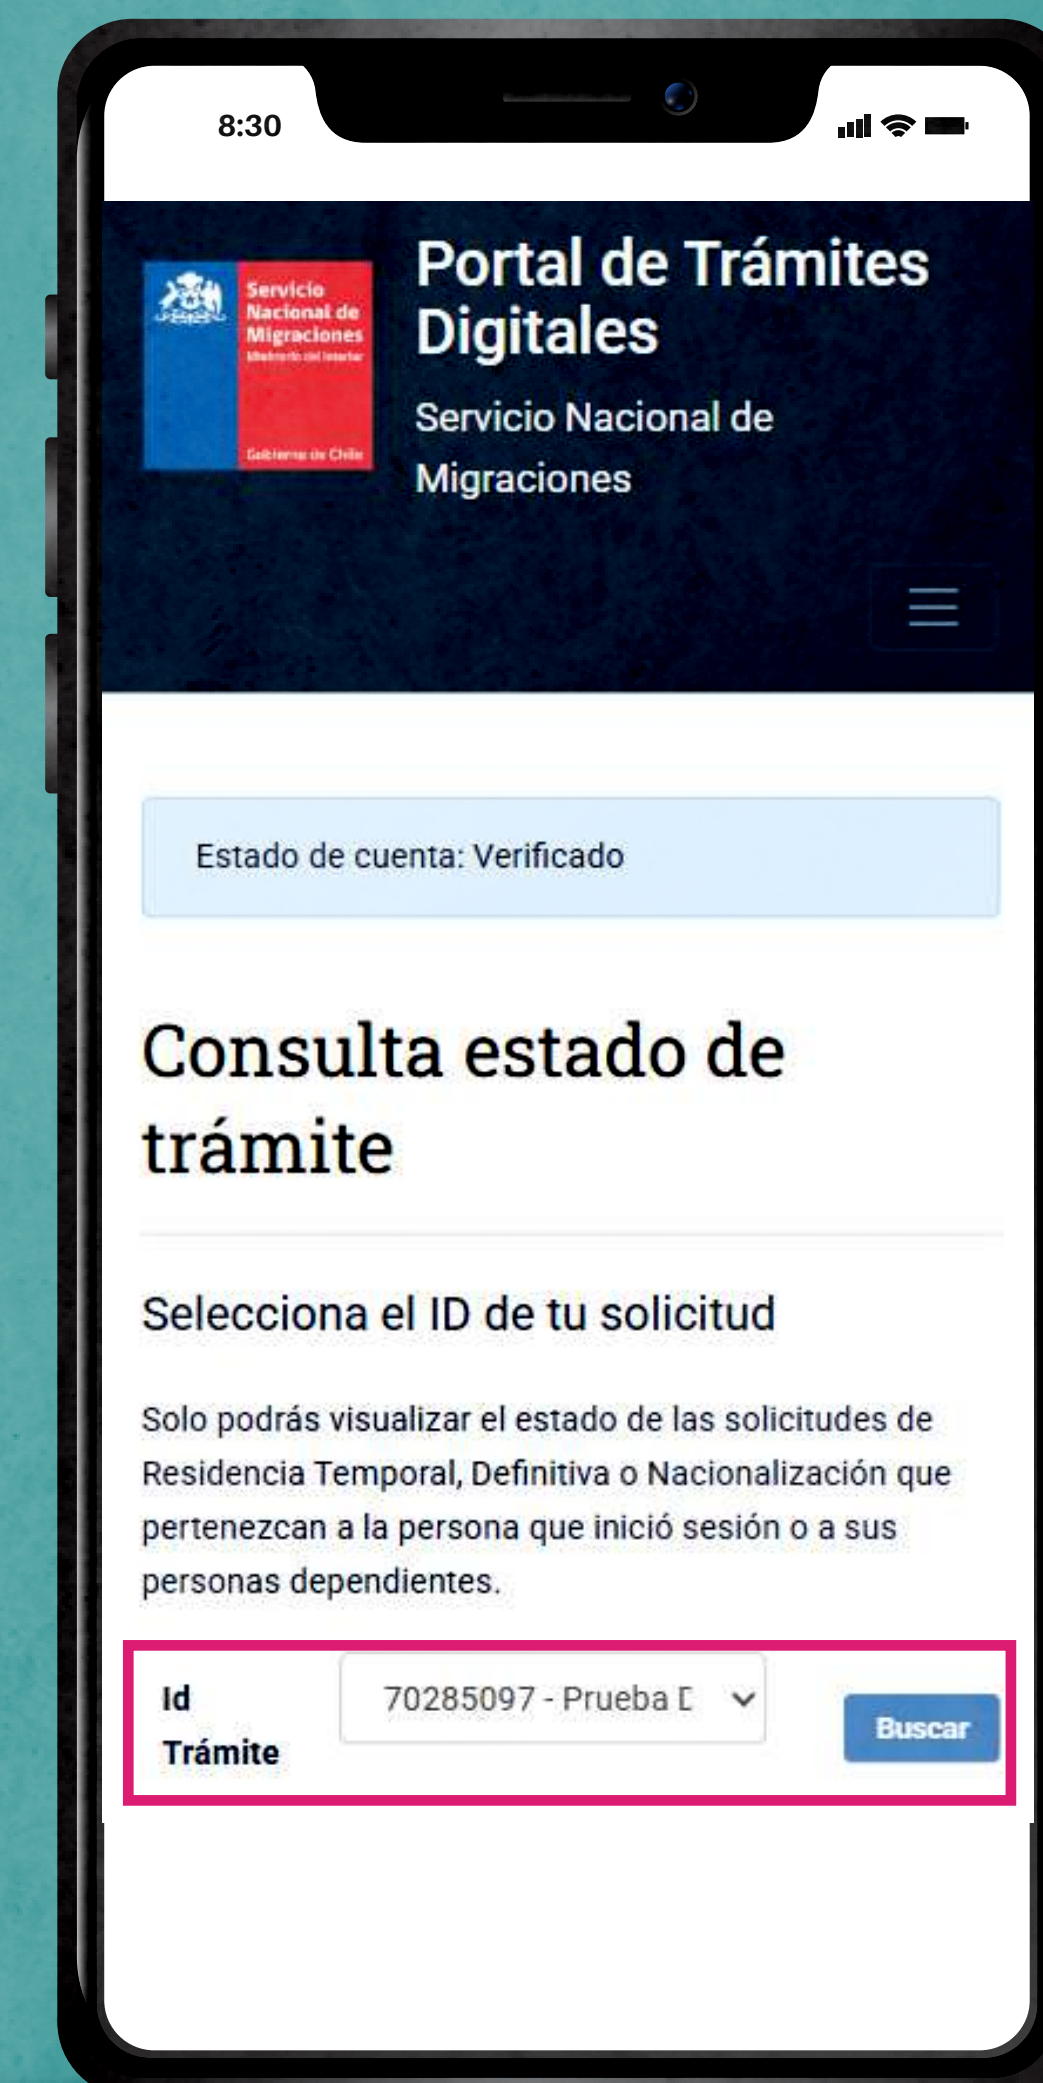 8:30
Servicio
Nacional de
Migraciones
Ministerio del Interior
Gobierno de Chile
Portal de Trámites
Digitales
Servicio Nacional de
Migraciones
Estado de cuenta: Verificado
Consulta estado de
trámite
Selecciona el ID de tu solicitud
Solo podrás visualizar el estado de las solicitudes de
Residencia Temporal, Definitiva o Nacionalización que
pertenezcan a la persona que inició sesión o a sus
personas dependientes.
Id
Trámite
70285097 - Prueba D
Buscar